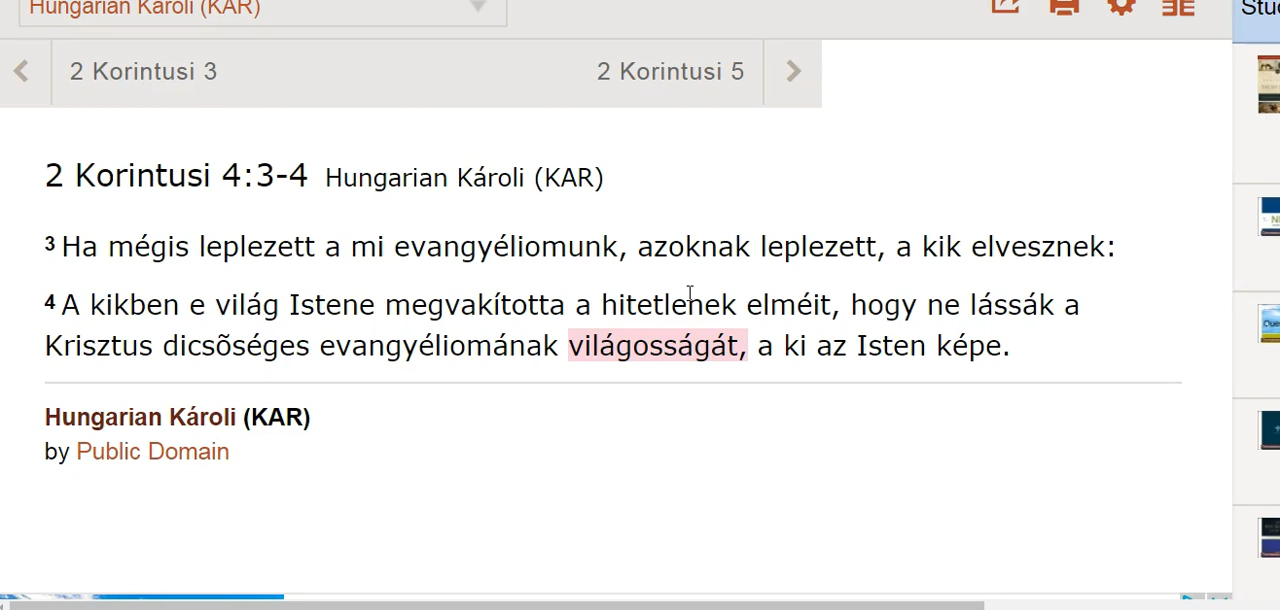 Hungarian Károli (KAR)
Stu
2 Korintusi 3
2 Korintusi 5
2 Korintusi 4:3-4 Hungarian Károli (KAR)
3 Ha mégis leplezett a mi evangyéliomunk, azoknak leplezett, a kik elvesznek:
4 A kikben e világ Istene megvakította a hitetlenek elméit, hogy ne lássák a
Krisztus dicsõséges evangyéliomának világosságát, a ki az Isten képe.
Hungarian Károli (KAR)
by Public Domain